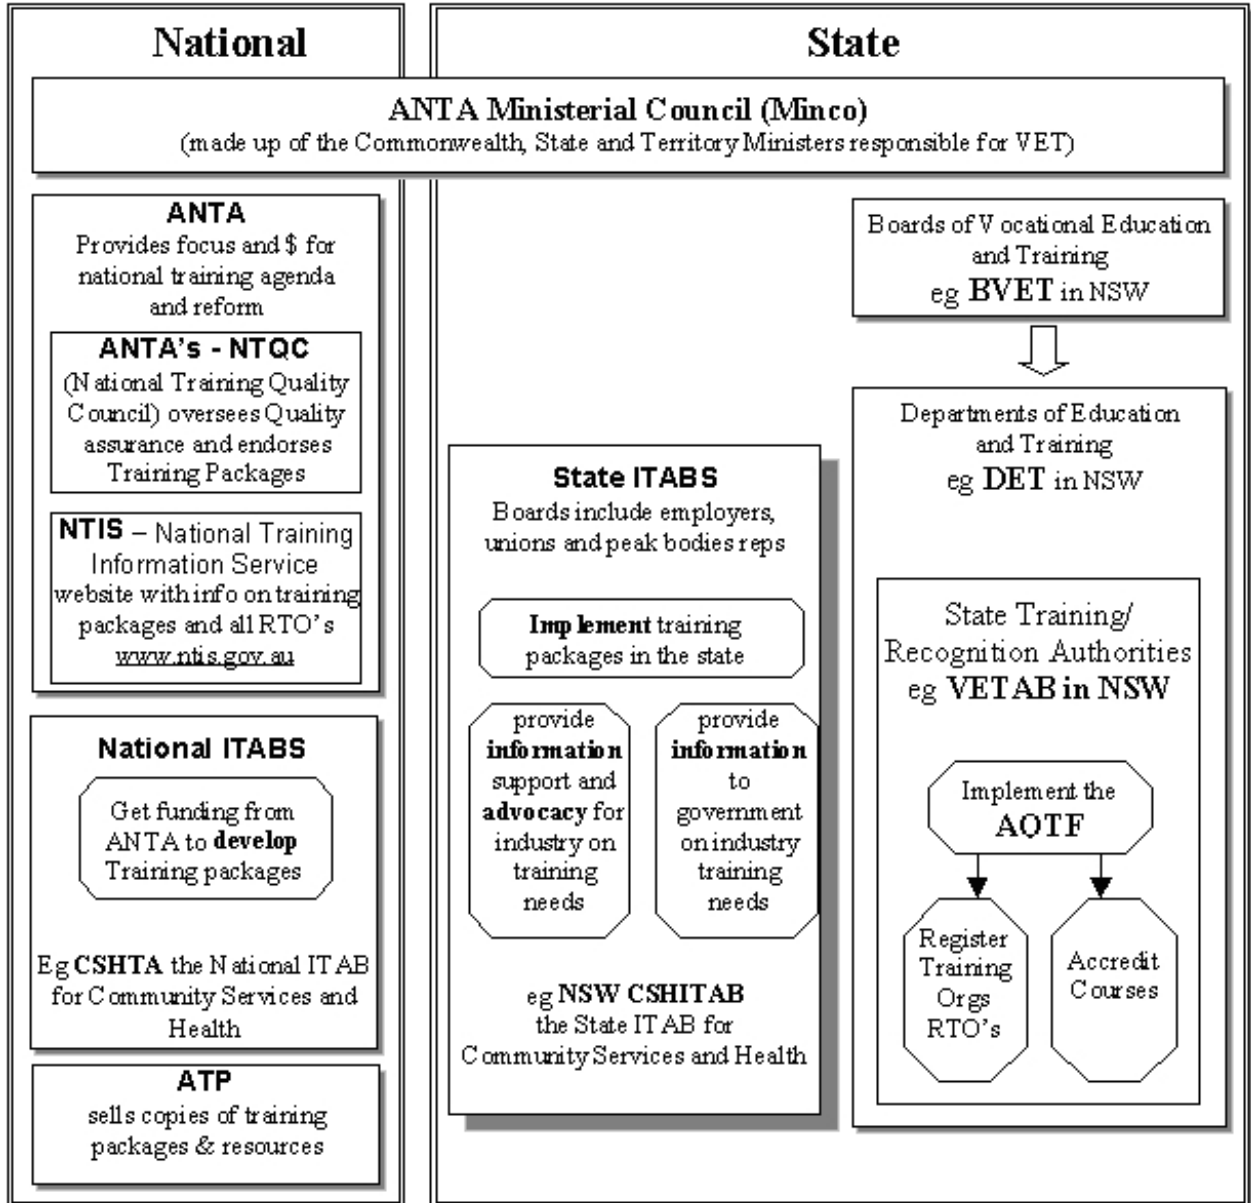 National
State
ANTA Ministerial Council (Minco)
(made up of the Commonwealth, State and Territory Ministers responsible for VET)
ANTA
Provides focus and $ for
national training agenda
and reform
ANTA's - NTQC
(National Training Quality
Council) oversees Quality
assurance and endorses
Training Packages
NTIS – National Training
Information Service
website with info on training
packages and all RTO's
www.ntis.gov.au
National ITABS
Get funding from
ANTA to develop
Training packages
Eg CSHTA the National ITAB
for Community Services and
Health
ATP
sells copies of training
packages & resources
State ITABS
Boards include employers,
unions and peak bodies reps
Implement training
packages in the state
provide
information
support and
advocacy for
industry on
training
needs
provide
information
to
government
on industry
training
needs
eg NSW CSHITAB
the State ITAB for
Community Services and Health
Boards of Vocational Education
and Training
eg BVET in NSW
Departments of Education
and Training
eg DET in NSW
State Training/
Recognition Authorities
eg VETAB in NSW
Implement the
AQTF
Register
Training
Orgs
RTO's
Accredit
Courses